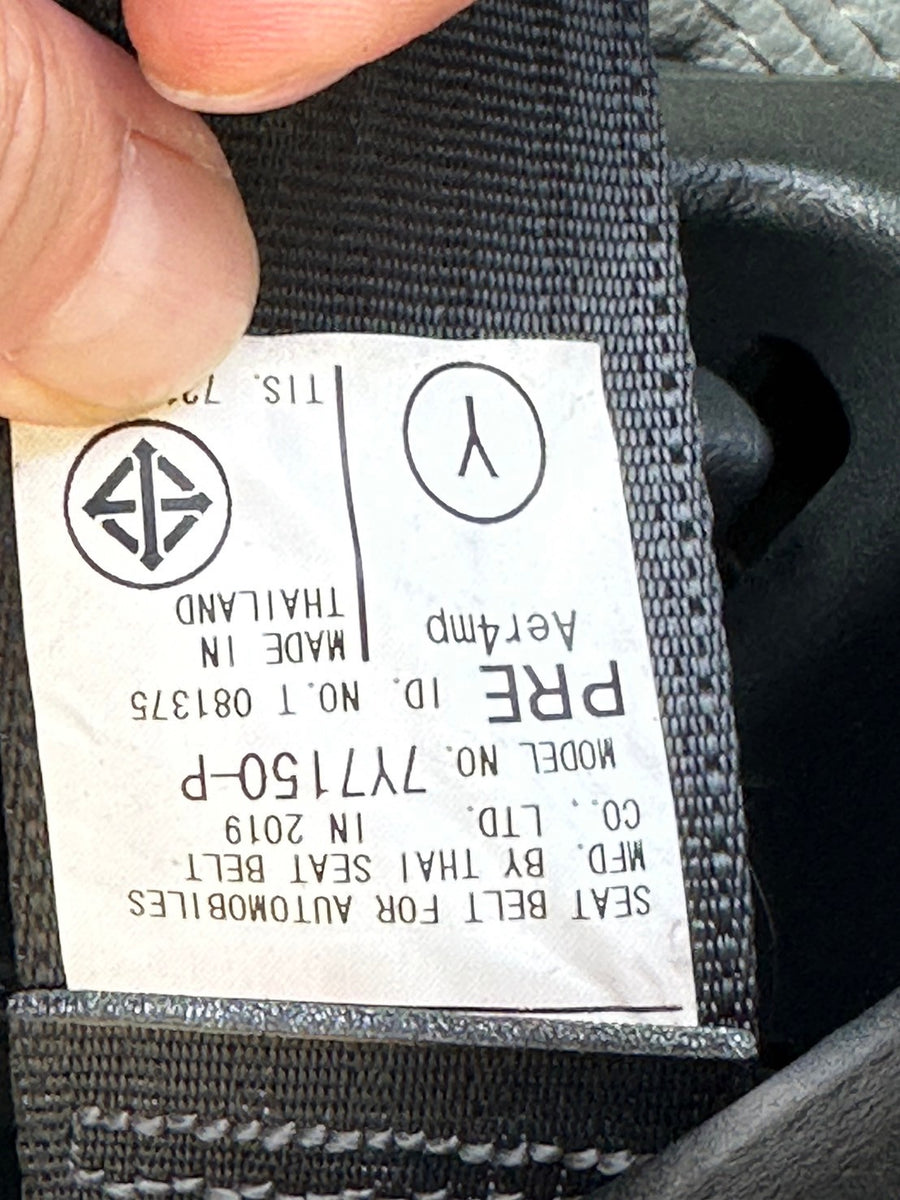 SEAT BELT FOR AUTOMOBILES
MFD. BY THAI SEAT BELT
CO., LTD. IN 2019
MODEL NO. 7Y7150-P
PRE ID. NO. T 081375
Aer4mp
Y
MADE IN
THAILAND
TIS.